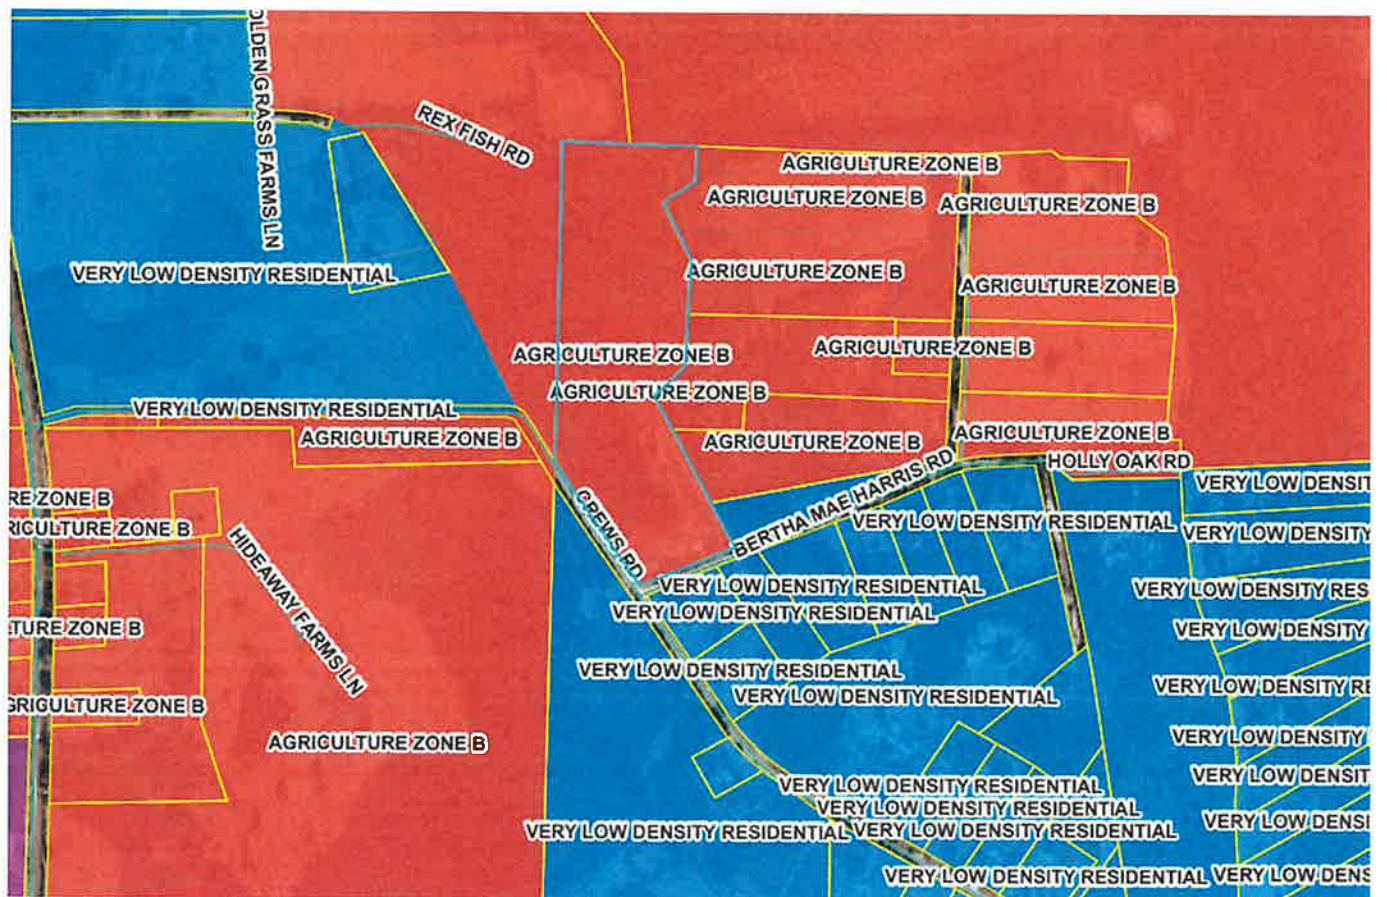 OLDEN GRASS FARMS LN
REX FISH RD
AGRICULTURE ZONE B
AGRICULTURE ZONE B
AGRICULTURE ZONE B
VERY LOW DENSITY RESIDENTIAL
AGRICULTURE ZONE B
AGRICULTURE ZONE B
AGRICULTURE ZONE B
AGRICULTURE ZONE B
AGRICULTURE ZONE B
VERY LOW DENSITY RESIDENTIAL
AGRICULTURE ZONE B
AGRICULTURE ZONE B
AGRICULTURE ZONE B
HOLLY OAK RD
VERY LOW DENSIT
RE ZONE B
RICULTURE ZONE B
HIDEAWAY FARMS LN
CREWS RD
BERTHA MAE HARRIS RD
VERY LOW DENSITY RESIDENTIAL
VERY LOW DENSITY
VERY LOW DENSITY RESIDENTIAL
VERY LOW DENSITY RES
VERY LOW DENSITY RESIDENTIAL
LTURE ZONE B
VERY LOW DENSITY
VERY LOW DENSITY RESIDENTIAL
VERY LOW DENSITY RE
VERY LOW DENSITY RESIDENTIAL
GRICULTURE ZONE B
VERY LOW DENSITY
AGRICULTURE ZONE B
VERY LOW DENSIT
VERY LOW DENSITY RESIDENTIAL
VERY LOW DENSITY RESIDENTIAL
VERY LOW DENSI
VERY LOW DENSITY RESIDENTIAL
VERY LOW DENSITY RESIDENTIAL
VERY LOW DENSITY RESIDENTIAL
VERY LOW DENS